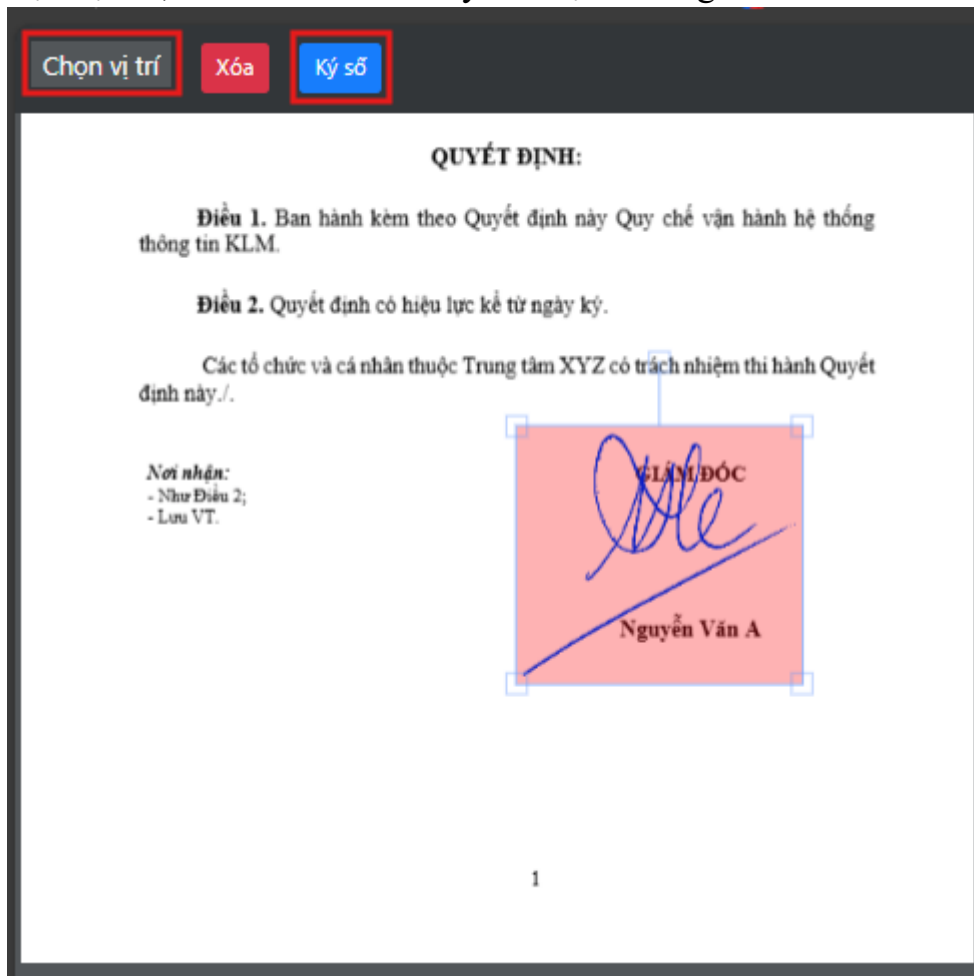 Chọn vị trí Xóa Ký số
QUYẾT ĐỊNH:
Điều 1. Ban hành kèm theo Quyết định này Quy chế vận hành hệ thống
thông tin KLM.
Điều 2. Quyết định có hiệu lực kể từ ngày ký.
Các tổ chức và cá nhân thuộc Trung tâm XYZ có trách nhiệm thi hành Quyết
định này./.
Nơi nhận:
- Như Điều 2;
- Lưu VT.
GIÁM ĐỐC
Nguyễn Văn A
1